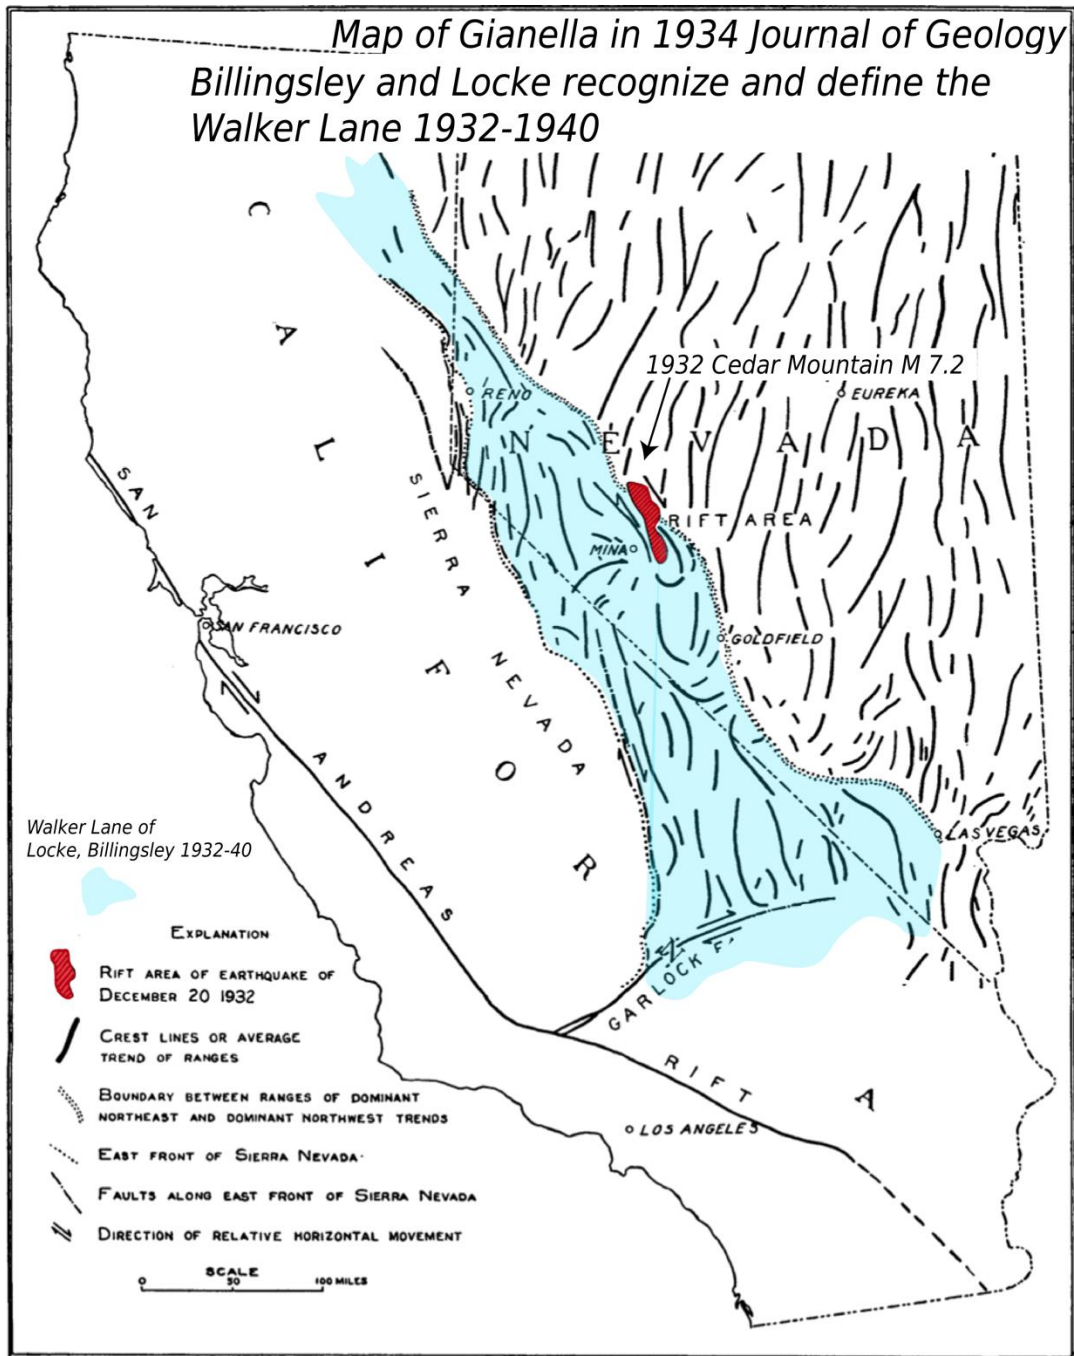 Map of Gianella in 1934 Journal of Geology
Billingsley and Locke recognize and define the
Walker Lane 1932-1940
1932 Cedar Mountain M 7.2
RENO
EUREKA
NEVADA
RIFT AREA
MINA
GOLDFIELD
LAS VEGAS
CALIFORNIA
SIERRA NEVADA
SAN FRANCISCO
SAN ANDREAS RIFT
GARLOCK F.
LOS ANGELES
Walker Lane of
Locke, Billingsley 1932-40
EXPLANATION
RIFT AREA OF EARTHQUAKE OF
DECEMBER 20 1932
CREST LINES OR AVERAGE
TREND OF RANGES
BOUNDARY BETWEEN RANGES OF DOMINANT
NORTHEAST AND DOMINANT NORTHWEST TRENDS
EAST FRONT OF SIERRA NEVADA
FAULTS ALONG EAST FRONT OF SIERRA NEVADA
DIRECTION OF RELATIVE HORIZONTAL MOVEMENT
SCALE
0 50 100 MILES